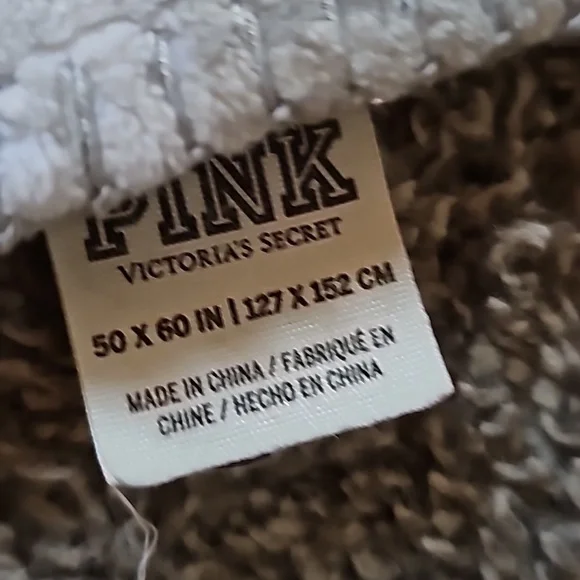 PINK
VICTORIA'S SECRET
50 X 60 IN | 127 X 152 CM
MADE IN CHINA / FABRIQUÉ EN
CHINE / HECHO EN CHINA